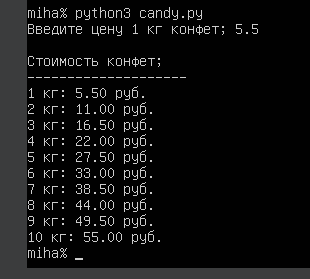 miha% python3 candy.py
Введите цену 1 кг конфет; 5.5
Стоимость конфет;
--------------------
1 кг: 5.50 руб.
2 кг: 11.00 руб.
3 кг: 16.50 руб.
4 кг: 22.00 руб.
5 кг: 27.50 руб.
6 кг: 33.00 руб.
7 кг: 38.50 руб.
8 кг: 44.00 руб.
9 кг: 49.50 руб.
10 кг: 55.00 руб.
miha% _